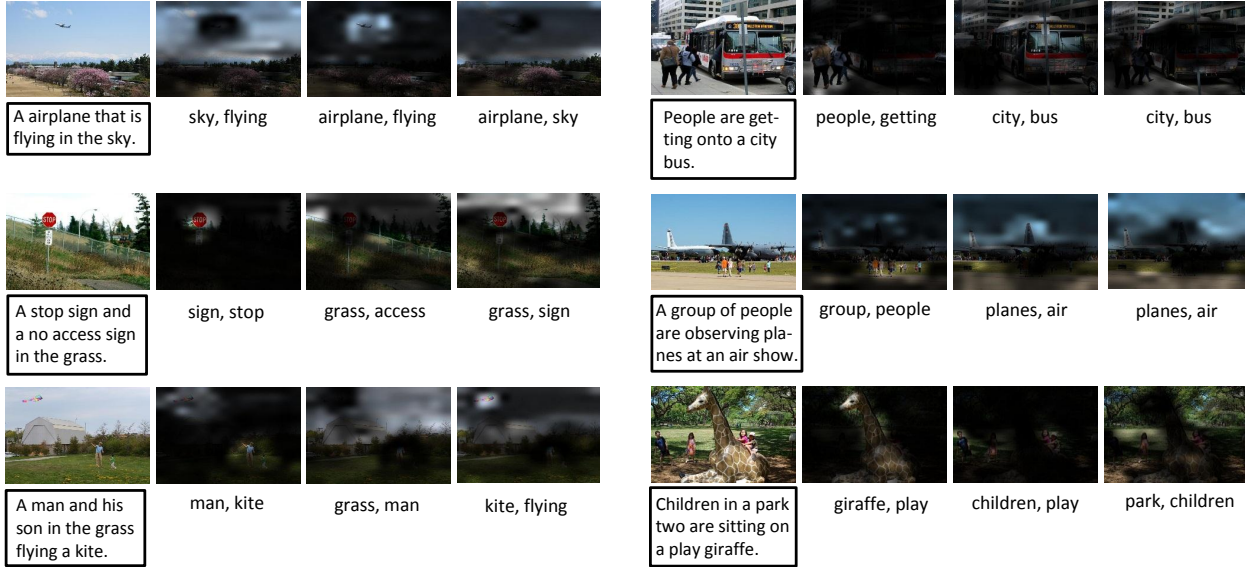 A airplane that is
flying in the sky.
sky, flying
airplane, flying
airplane, sky
People are get-
ting onto a city
bus.
people, getting
city, bus
city, bus
STOP
A stop sign and
a no access sign
in the grass.
sign, stop
grass, access
grass, sign
A group of people
are observing pla-
nes at an air show.
group, people
planes, air
planes, air
A man and his
son in the grass
flying a kite.
man, kite
grass, man
kite, flying
Children in a park
two are sitting on
a play giraffe.
giraffe, play
children, play
park, children